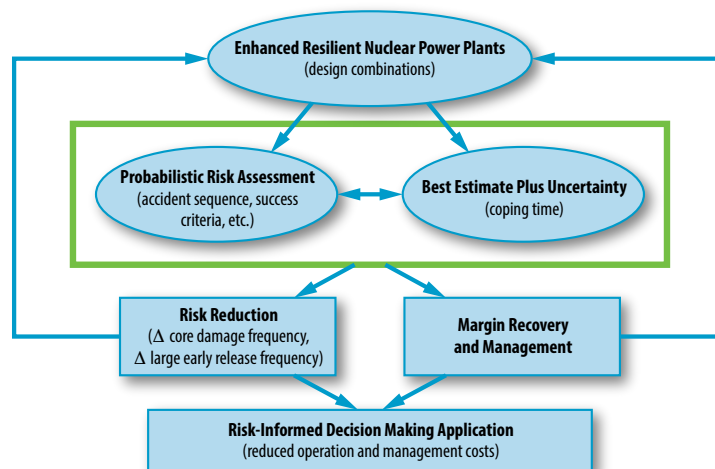 Enhanced Resilient Nuclear Power Plants
(design combinations)
Probabilistic Risk Assessment
(accident sequence, success
criteria, etc.)
Best Estimate Plus Uncertainty
(coping time)
Risk Reduction
(Δ core damage frequency,
Δ large early release frequency)
Margin Recovery
and Management
Risk-Informed Decision Making Application
(reduced operation and management costs)